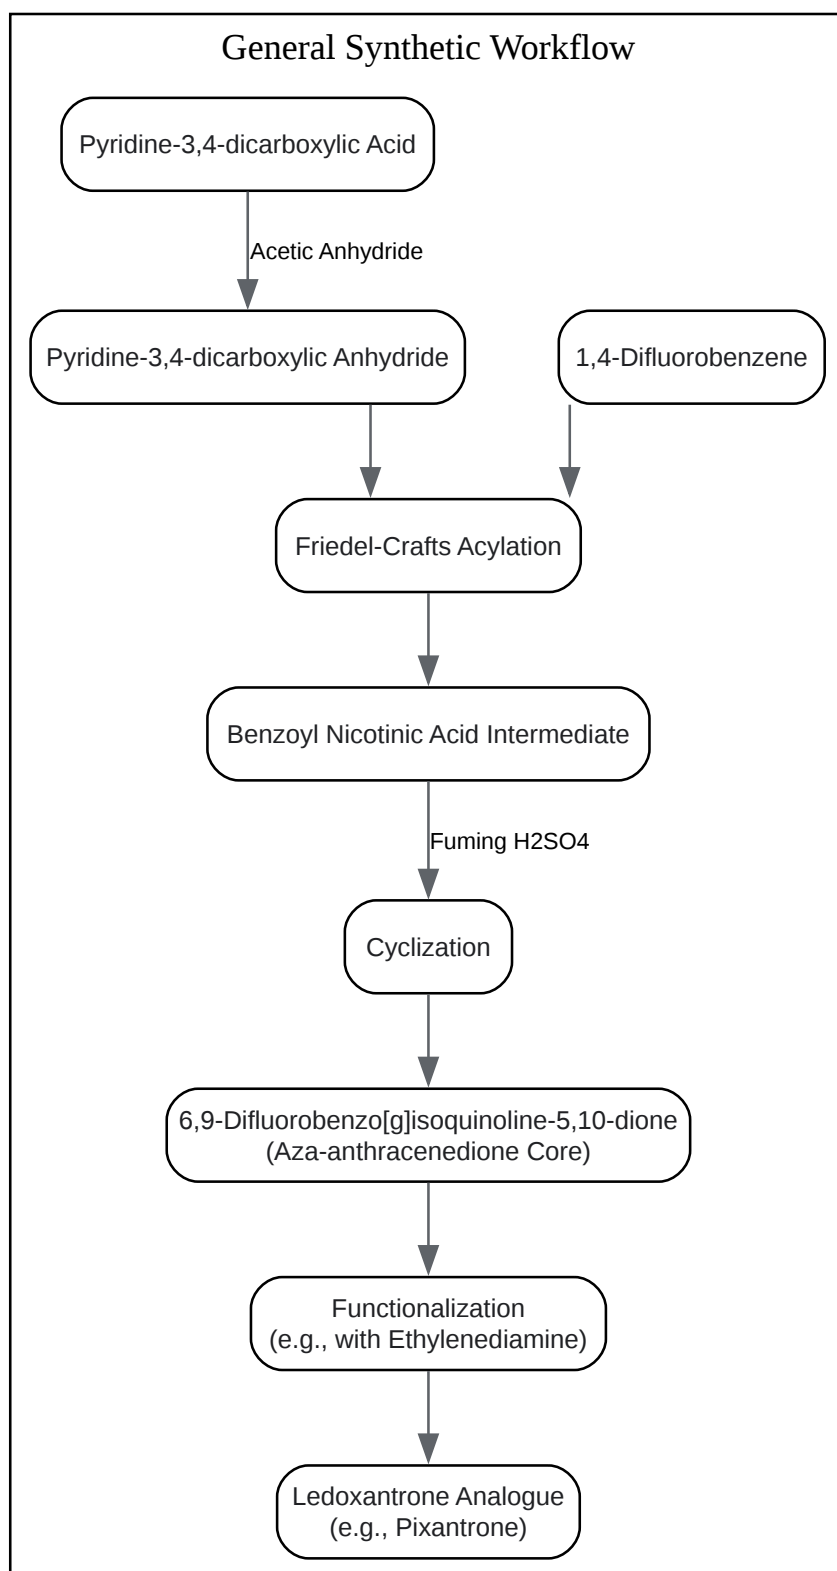 General Synthetic Workflow
Pyridine-3,4-dicarboxylic Acid
Acetic Anhydride
Pyridine-3,4-dicarboxylic Anhydride
1,4-Difluorobenzene
Friedel-Crafts Acylation
Benzoyl Nicotinic Acid Intermediate
Fuming H2SO4
Cyclization
6,9-Difluorobenzo[g]isoquinoline-5,10-dione
(Aza-anthracenedione Core)
Functionalization
(e.g., with Ethylenediamine)
Ledoxantrone Analogue
(e.g., Pixantrone)